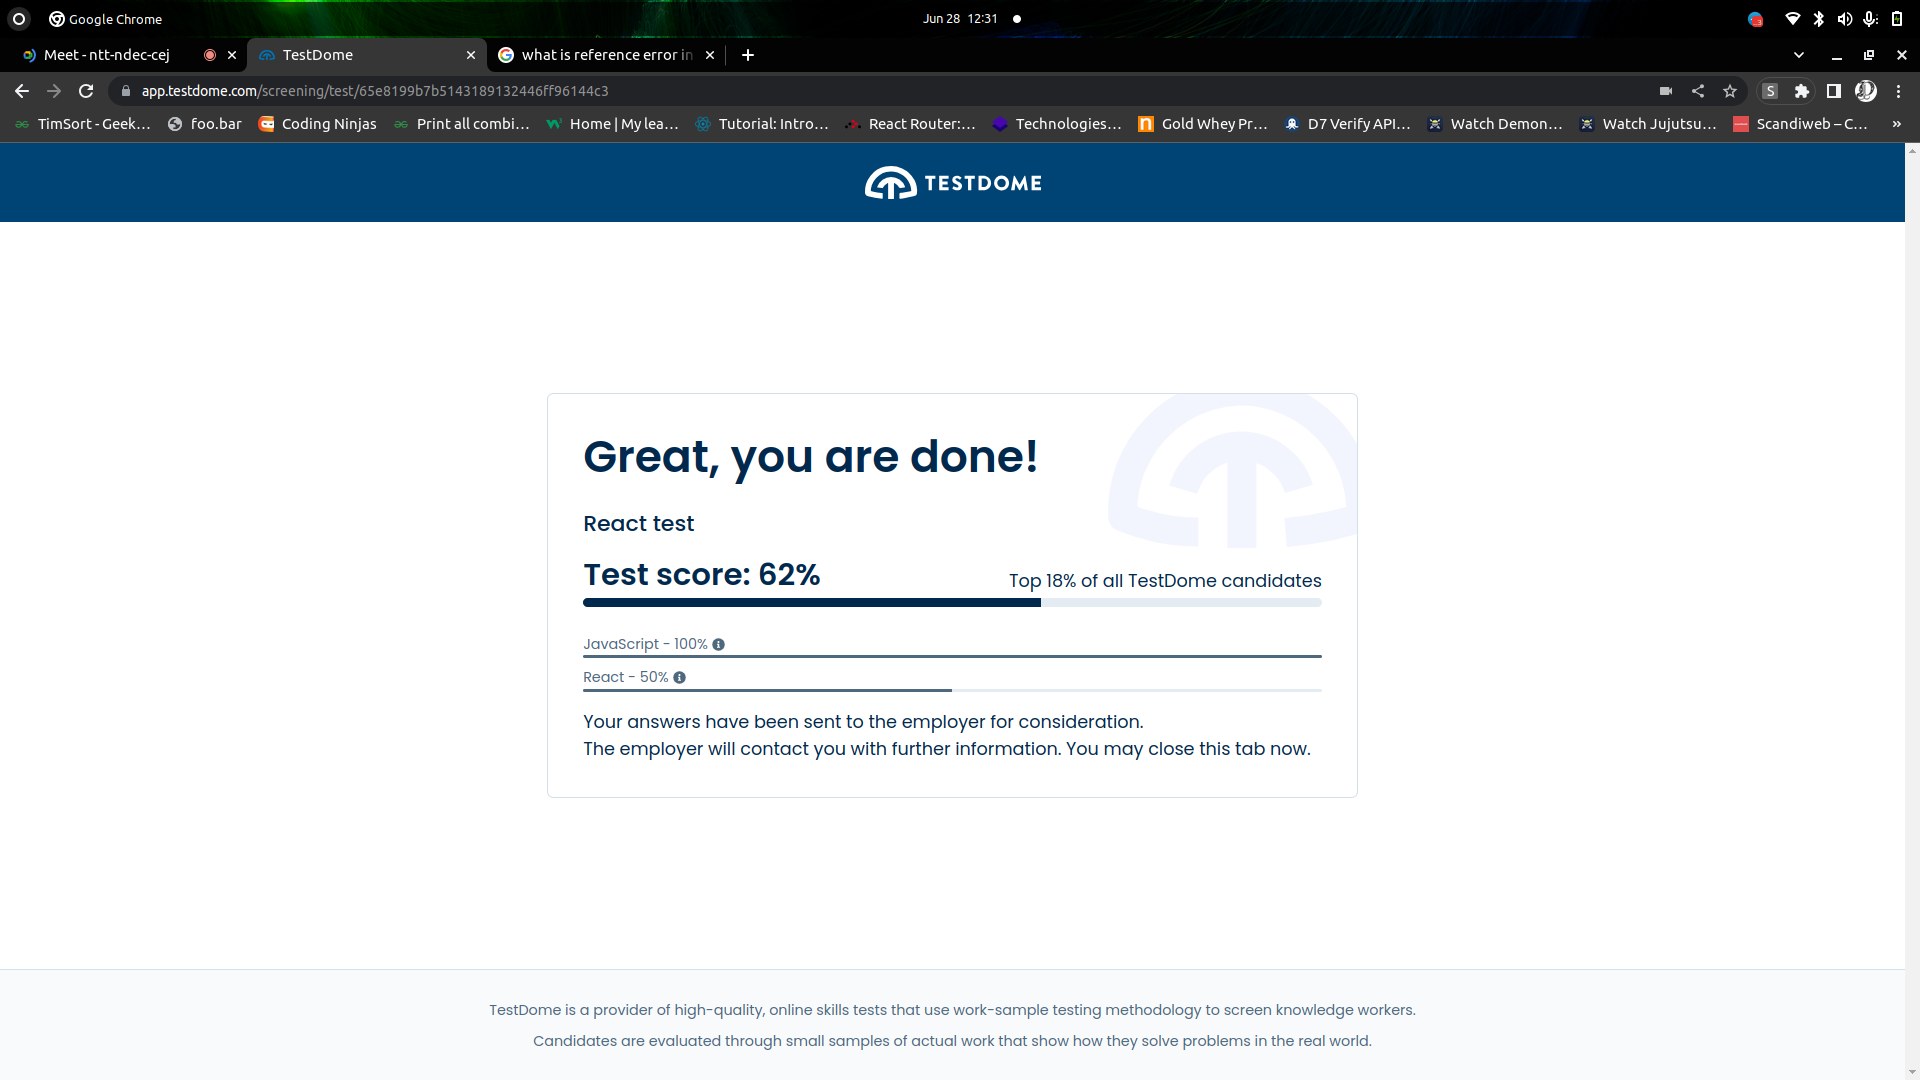 Google Chrome
Jun 28 12:31
Meet - ntt-ndec-cej
TestDome
what is reference error in
app.testdome.com/screening/test/65e8199b7b5143189132446ff96144c3
S
TimSort - Geek...
foo.bar
Coding Ninjas
Print all combi...
Home | My lea...
Tutorial: Intro...
React Router:...
Technologies...
Gold Whey Pr...
D7 Verify API...
Watch Demon...
Watch Jujutsu...
Scandiweb – C...
»
TESTDOME
Great, you are done!
React test
Test score: 62%
Top 18% of all TestDome candidates
JavaScript - 100%
React - 50%
Your answers have been sent to the employer for consideration.
The employer will contact you with further information. You may close this tab now.
TestDome is a provider of high-quality, online skills tests that use work-sample testing methodology to screen knowledge workers.
Candidates are evaluated through small samples of actual work that show how they solve problems in the real world.